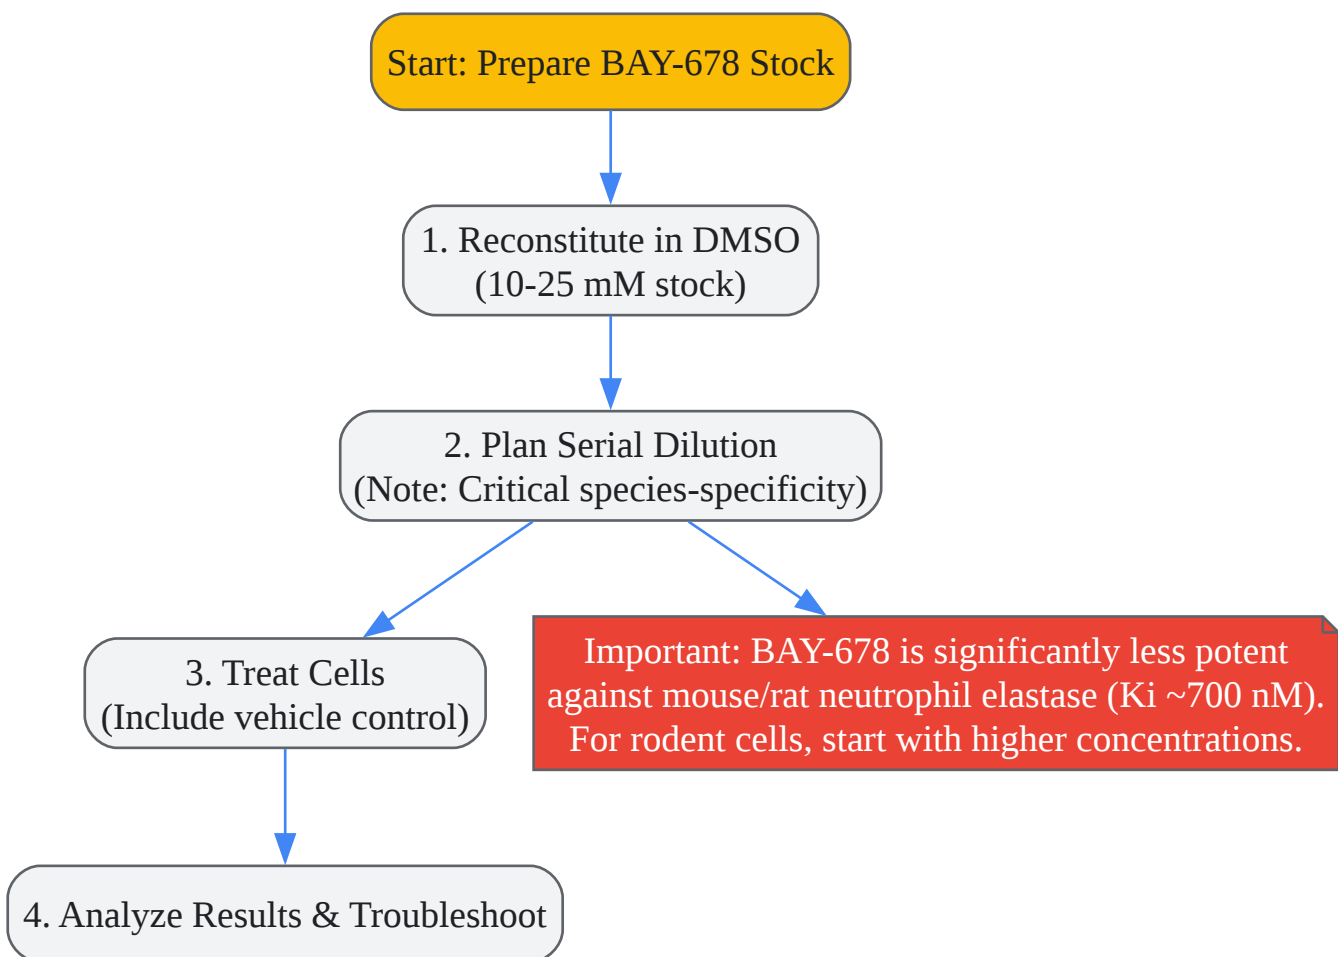 Start: Prepare BAY-678 Stock
1. Reconstitute in DMSO
(10-25 mM stock)
2. Plan Serial Dilution
(Note: Critical species-specificity)
3. Treat Cells
(Include vehicle control)
Important: BAY-678 is significantly less potent
against mouse/rat neutrophil elastase (Ki ~700 nM).
For rodent cells, start with higher concentrations.
4. Analyze Results & Troubleshoot